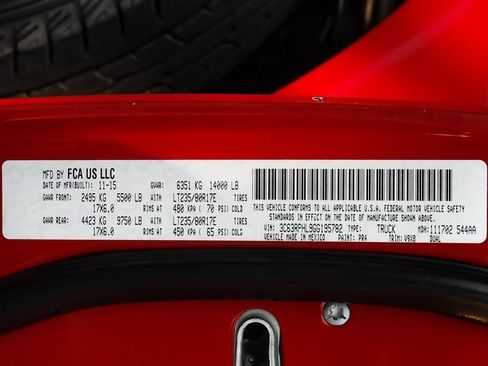 MFD BY FCA US LLC
DATE OF MFR(BUILT): 11-15 GVWR: 6351 KG 14000 LB
GAWR FRONT: 2495 KG 5500 LB WITH LT235/80R17E TIRES
17X6.0 RIMS AT 480 KPA ( 70 PSI) COLD
GAWR REAR: 4423 KG 9750 LB WITH LT235/80R17E TIRES
17X6.0 RIMS AT 450 KPA ( 65 PSI) COLD
THIS VEHICLE CONFORMS TO ALL APPLICABLE U.S.A. FEDERAL MOTOR VEHICLE SAFETY
STANDARDS IN EFFECT ON THE DATE OF MANUFACTURE SHOWN ABOVE.
VIN: 3C63RPHL9GG195782 TYPE: TRUCK MDH: 111702 544AA
VEHICLE MADE IN MEXICO PAINT: PR4 TRIM: V9X8 DUAL